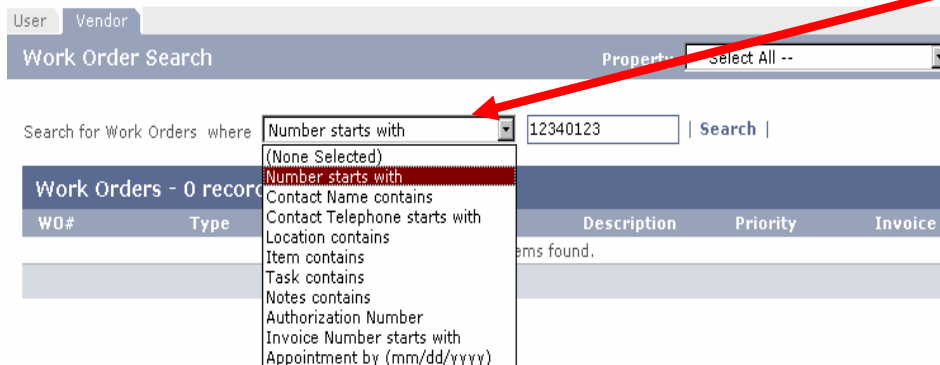 User Vendor
Work Order Search Property Select All --
Search for Work Orders where Number starts with 12340123 | Search |
(None Selected)
Number starts with
Work Orders - 0 recor
Contact Name contains
WO# Type Contact Telephone starts with Description Priority Invoice
Location contains
Item contains ems found.
Task contains
Notes contains
Authorization Number
Invoice Number starts with
Appointment by (mm/dd/yyyy)